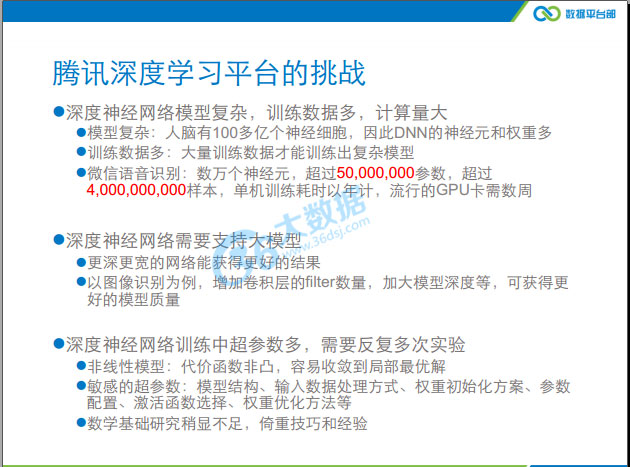 数据平台部
腾讯深度学习平台的挑战
深度神经网络模型复杂，训练数据多，计算量大
模型复杂：人脑有100多亿个神经细胞，因此DNN的神经元和权重多
训练数据多：大量训练数据才能训练出复杂模型
微信语音识别：数万个神经元，超过50,000,000参数，超过
4,000,000,000样本，单机训练耗时以年计，流行的GPU卡需数周
36大数据
www.36dsj.com
深度神经网络需要支持大模型
更深更宽的网络能获得更好的结果
以图像识别为例，增加卷积层的filter数量，加大模型深度等，可获得更
好的模型质量
深度神经网络训练中超参数多，需要反复多次实验
非线性模型：代价函数非凸，容易收敛到局部最优解
敏感的超参数：模型结构、输入数据处理方式、权重初始化方案、参数
配置、激活函数选择、权重优化方法等
数学基础研究稍显不足，倚重技巧和经验